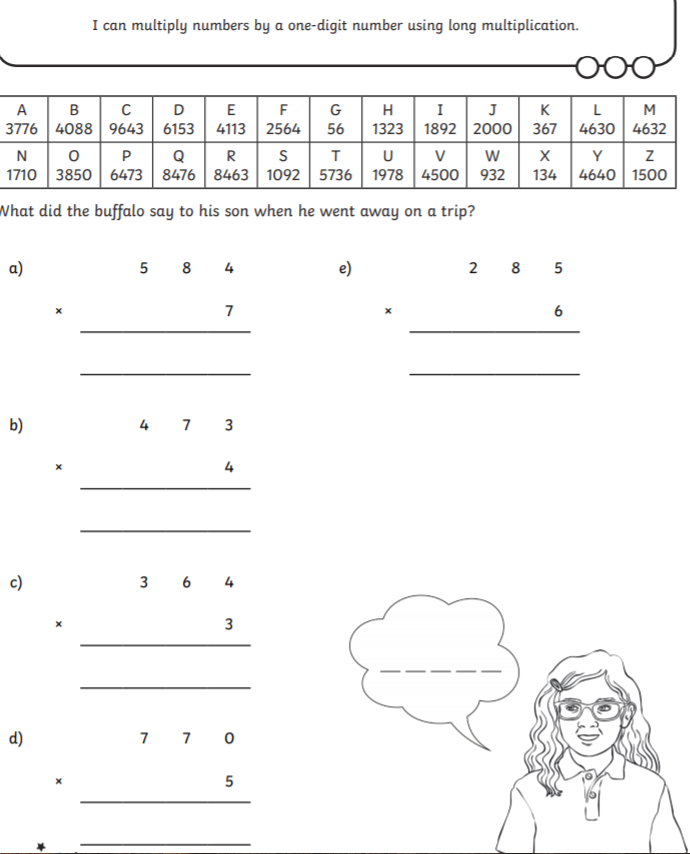 I can multiply numbers by a one-digit number using long multiplication.
A B C D E F G H I J K L M
3776 4088 9643 6153 4113 2564 56 1323 1892 2000 367 4630 4632
N O P Q R S T U V W X Y Z
1710 3850 6473 8476 8463 1092 5736 1978 4500 932 134 4640 1500
What did the buffalo say to his son when he went away on a trip?
a) 5 8 4
× 7
e) 2 8 5
× 6
b) 4 7 3
× 4
c) 3 6 4
× 3
d) 7 7 0
× 5